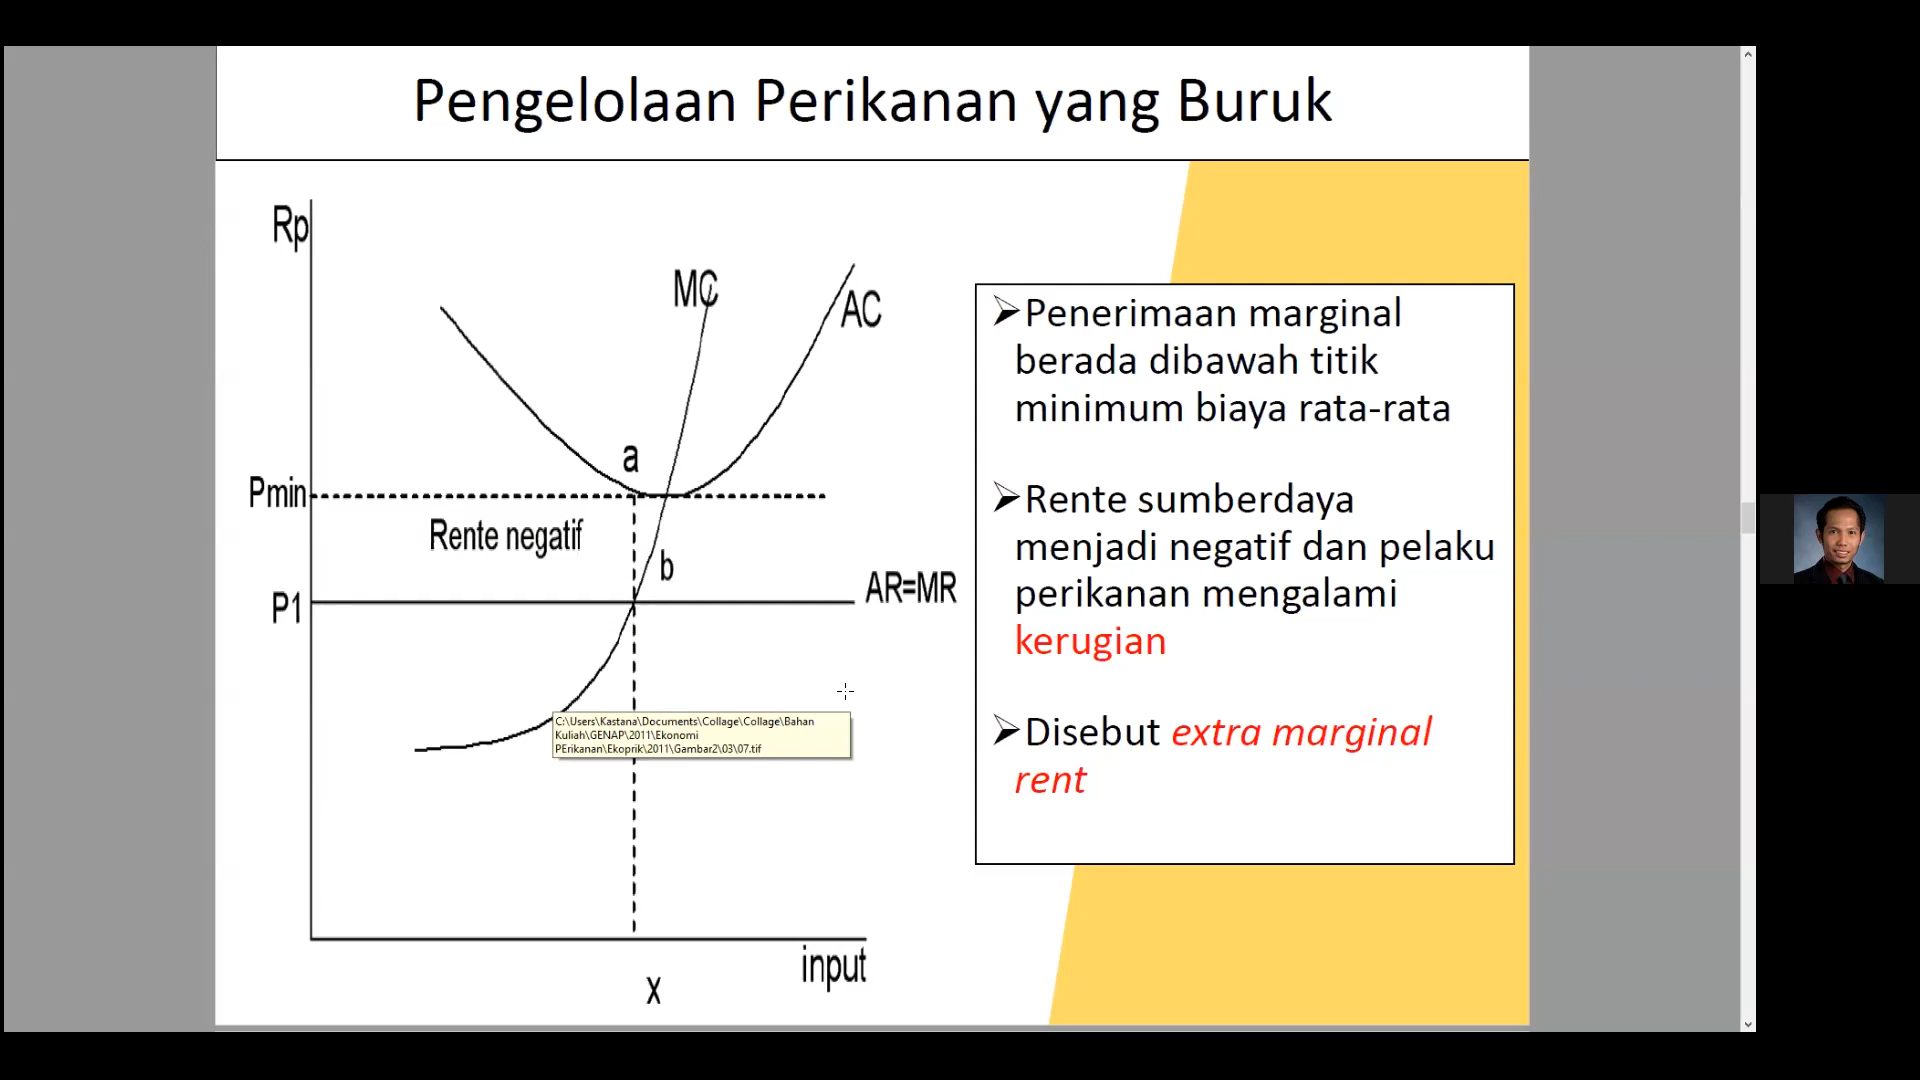 Pengelolaan Perikanan yang Buruk
Rp
MC
AC
a
Pmin
Rente negatif
b
P1
AR=MR
C:\Users\Kastana\Documents\Collage\Collage\Bahan
Kuliah\GENAP\2011\Ekonomi
PErikanan\Ekoprik\2011\Gambar2\03\07.tif
input
x
➢Penerimaan marginal
berada dibawah titik
minimum biaya rata-rata
➢Rente sumberdaya
menjadi negatif dan pelaku
perikanan mengalami
kerugian
➢Disebut extra marginal
rent